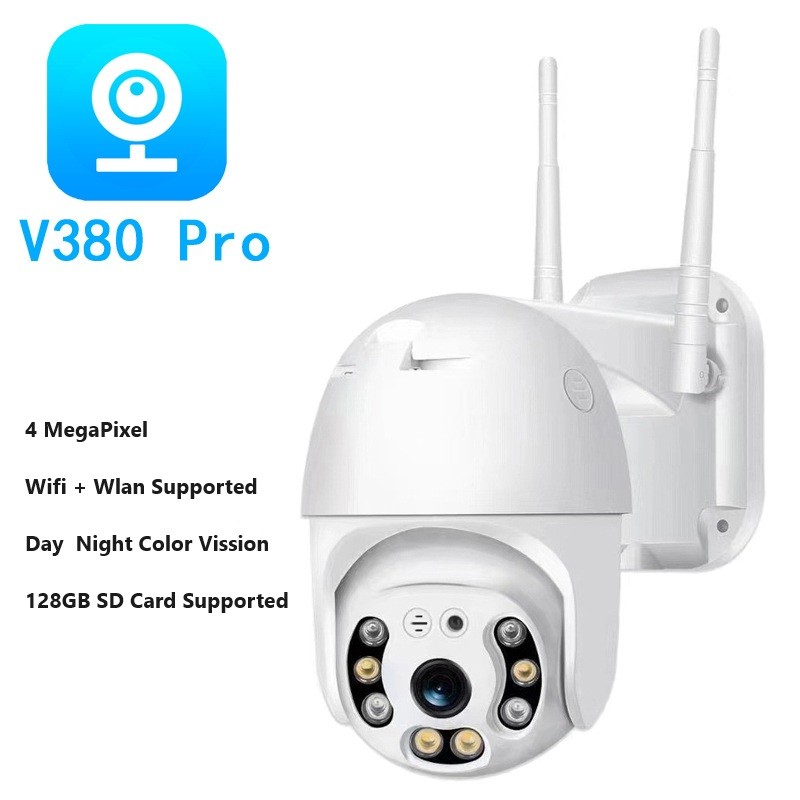 V380 Pro
4 MegaPixel
Wifi + Wlan Supported
Day  Night Color Vission
128GB SD Card Supported